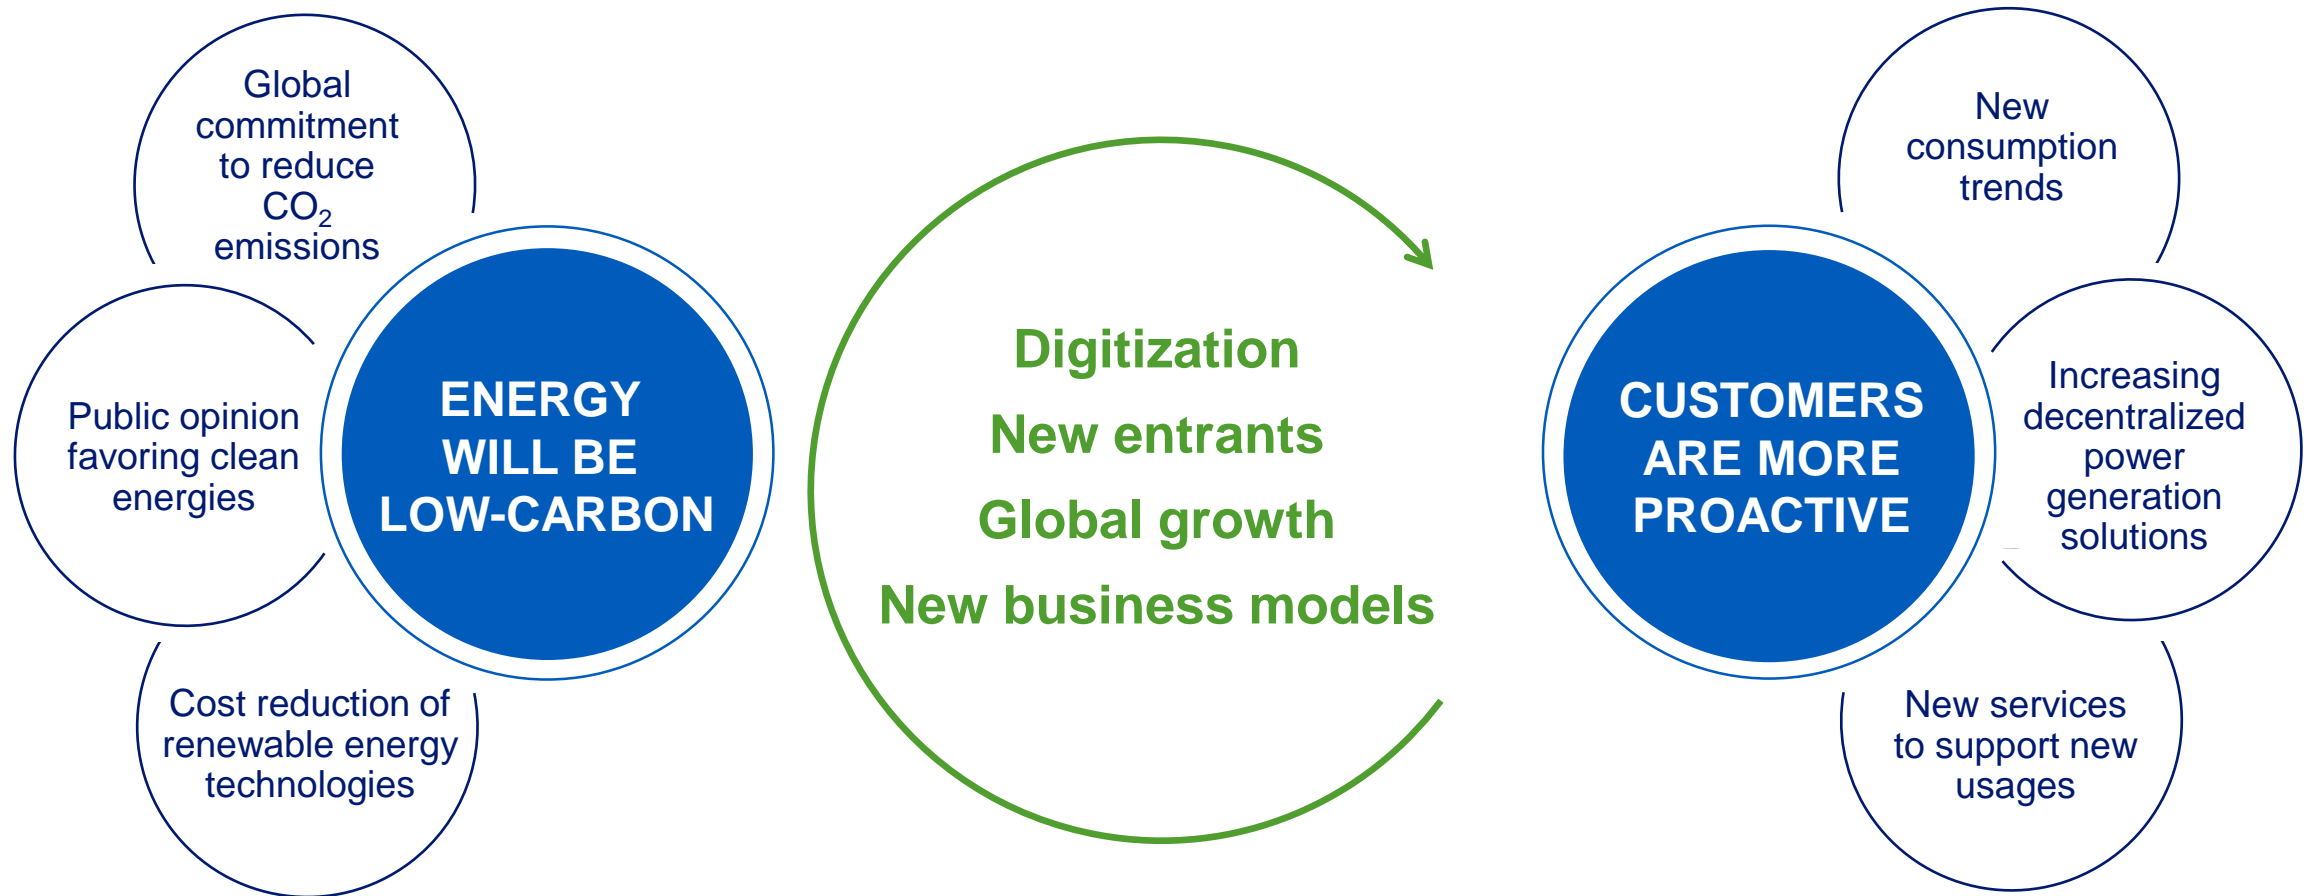 Global
commitment
to reduce
CO₂
emissions
Public opinion
favoring clean
energies
Cost reduction of
renewable energy
technologies
ENERGY
WILL BE
LOW-CARBON
Digitization
New entrants
Global growth
New business models
CUSTOMERS
ARE MORE
PROACTIVE
New
consumption
trends
Increasing
decentralized
power
generation
solutions
New services
to support new
usages